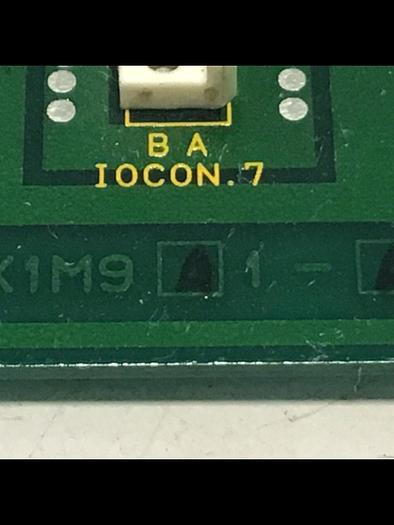 B A
IOCON.7
X1M9 A 1 -